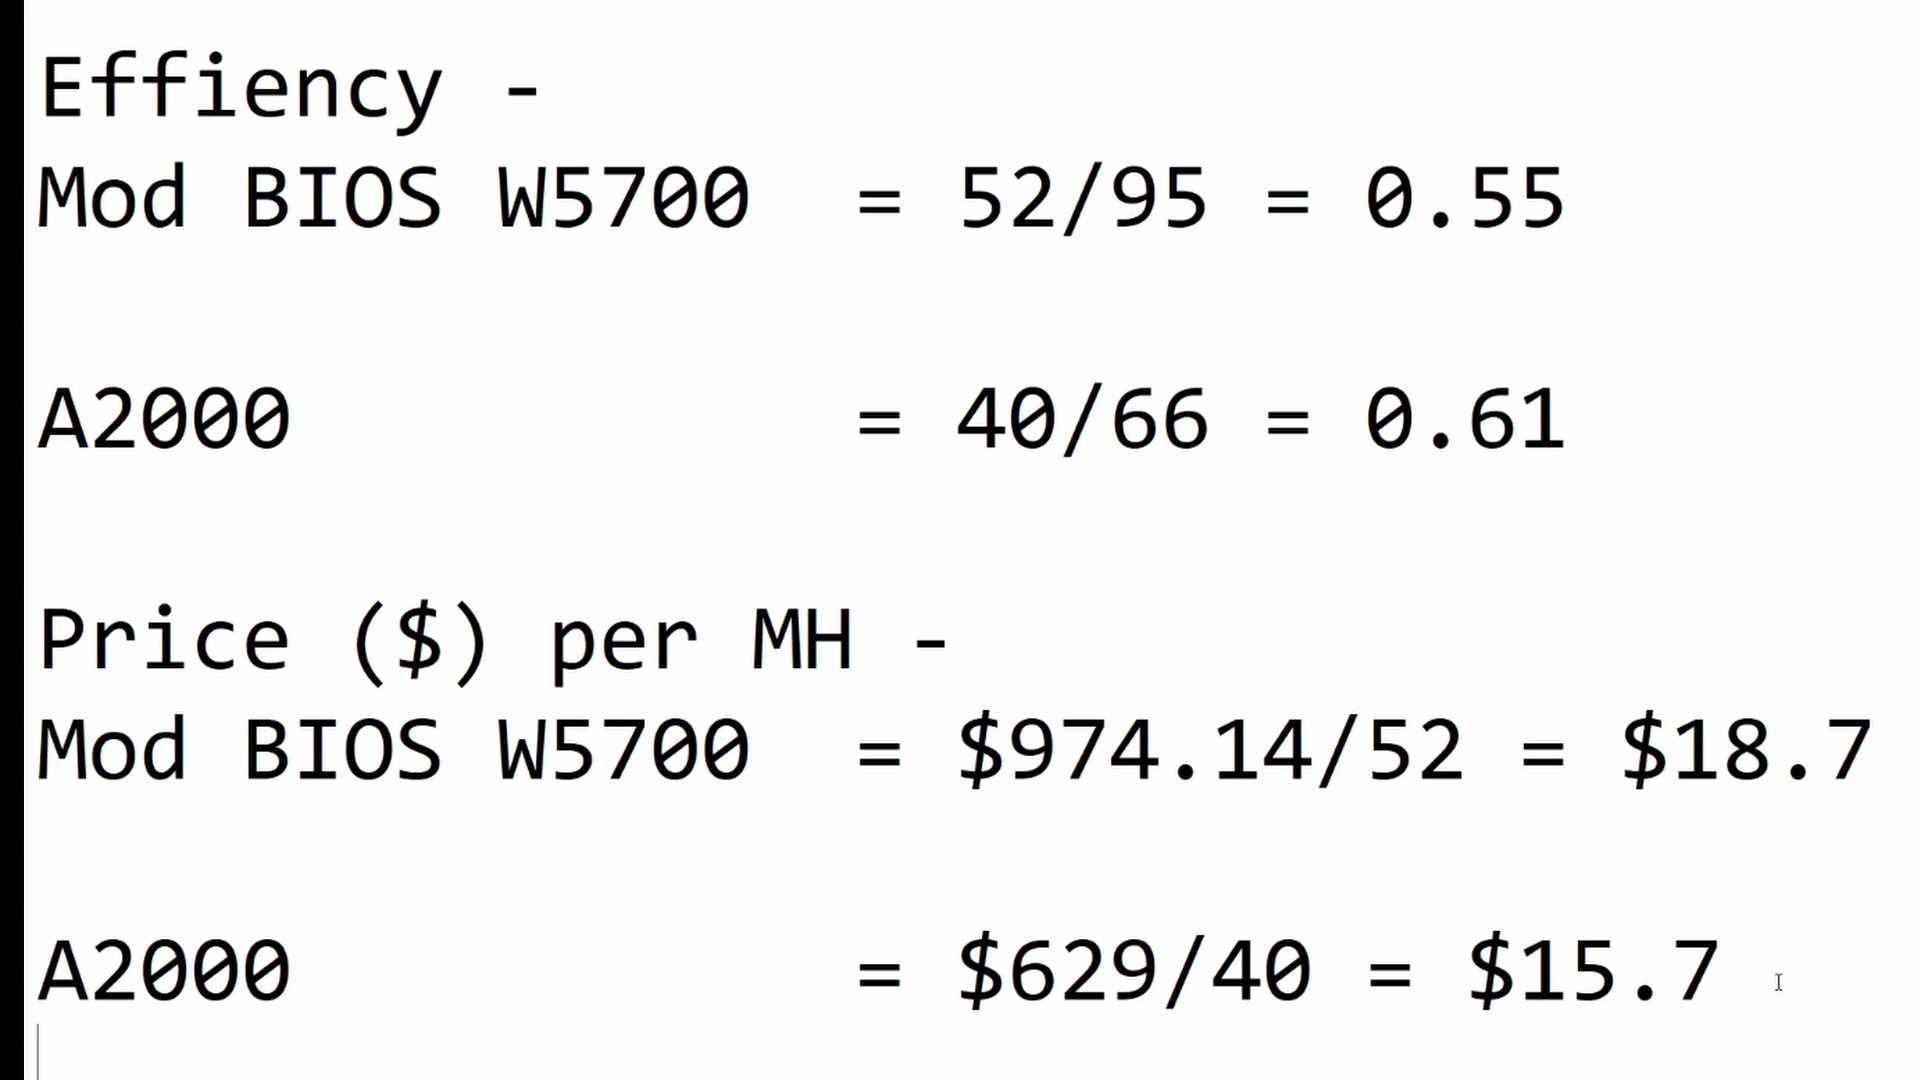 Effiency -
Mod BIOS W5700 = 52/95 = 0.55
A2000 = 40/66 = 0.61
Price ($) per MH -
Mod BIOS W5700 = $974.14/52 = $18.7
A2000 = $629/40 = $15.7